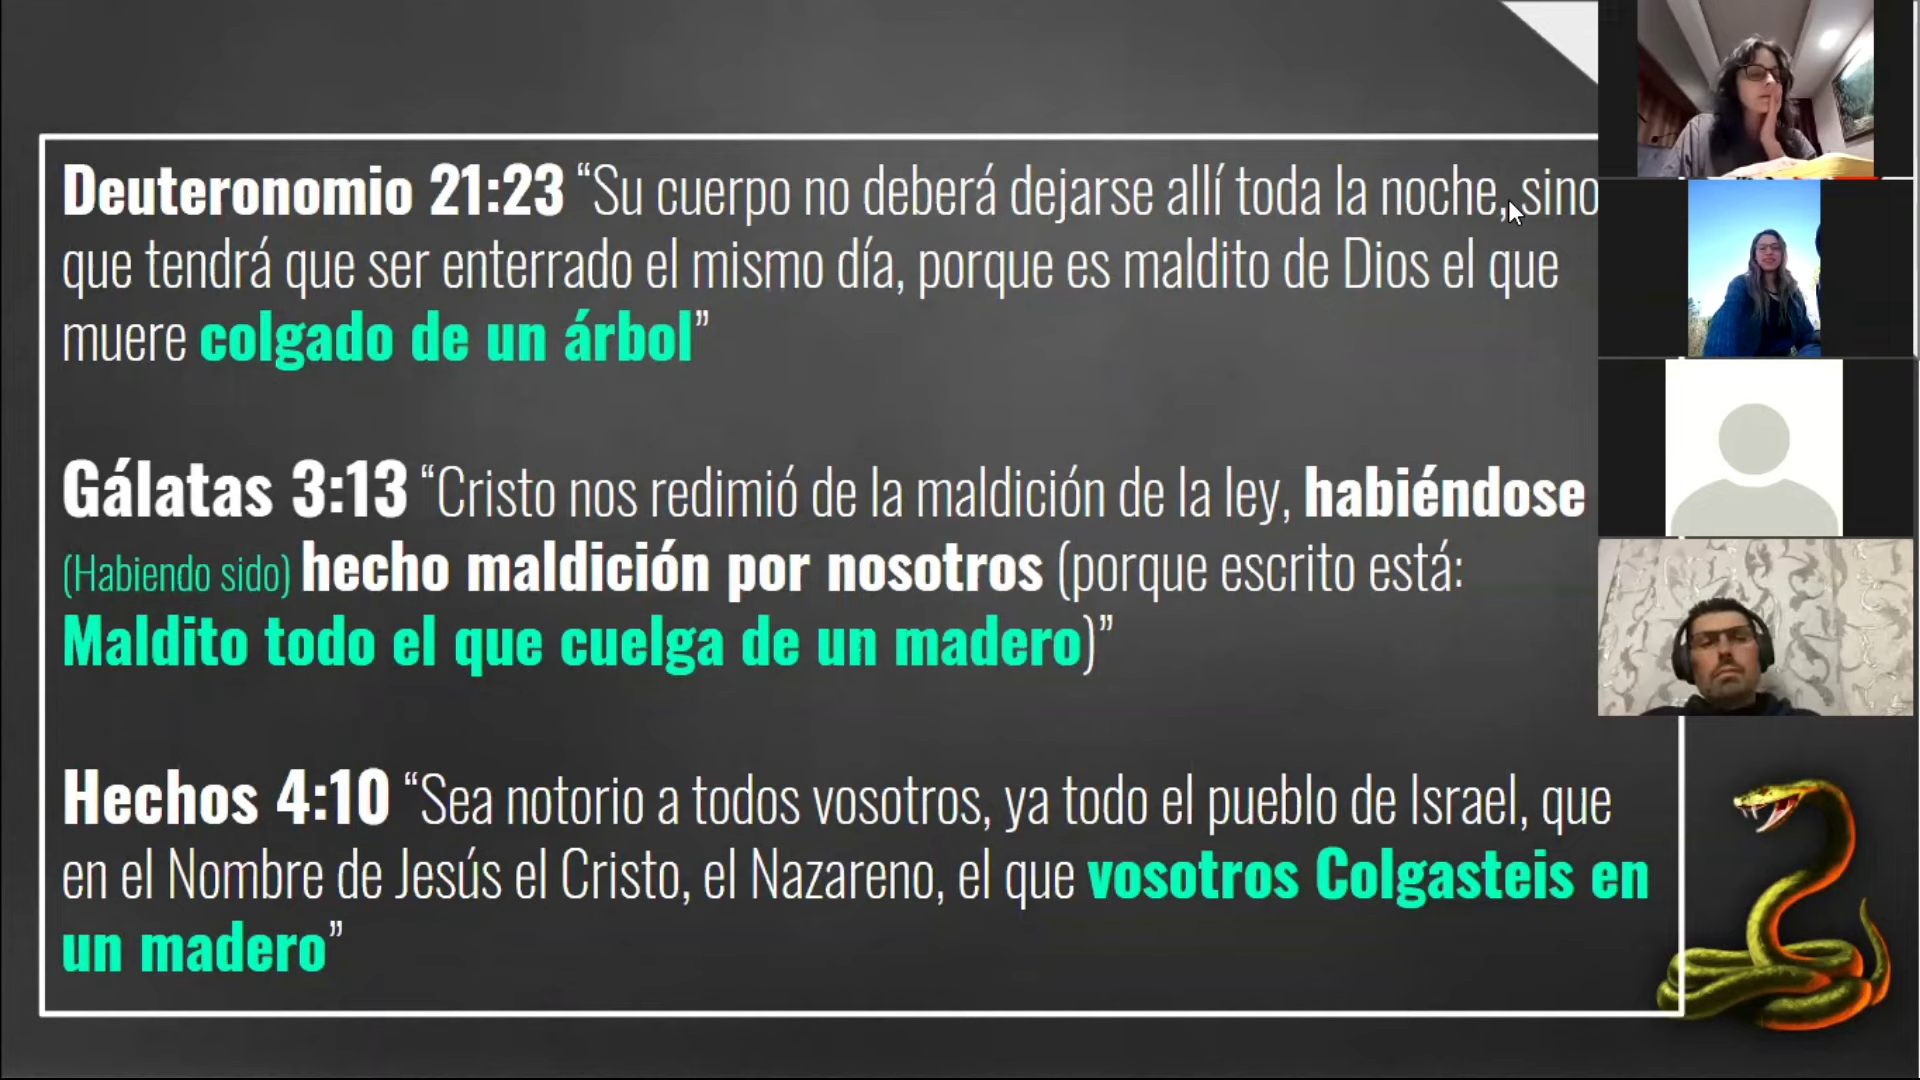 Deuteronomio 21:23 “Su cuerpo no deberá dejarse allí toda la noche, sino
que tendrá que ser enterrado el mismo día, porque es maldito de Dios el que
muere colgado de un árbol”
Gálatas 3:13 “Cristo nos redimió de la maldición de la ley, habiéndose
(Habiendo sido) hecho maldición por nosotros (porque escrito está:
Maldito todo el que cuelga de un madero)”
Hechos 4:10 “Sea notorio a todos vosotros, ya todo el pueblo de Israel, que
en el Nombre de Jesús el Cristo, el Nazareno, el que vosotros Colgasteis en
un madero”